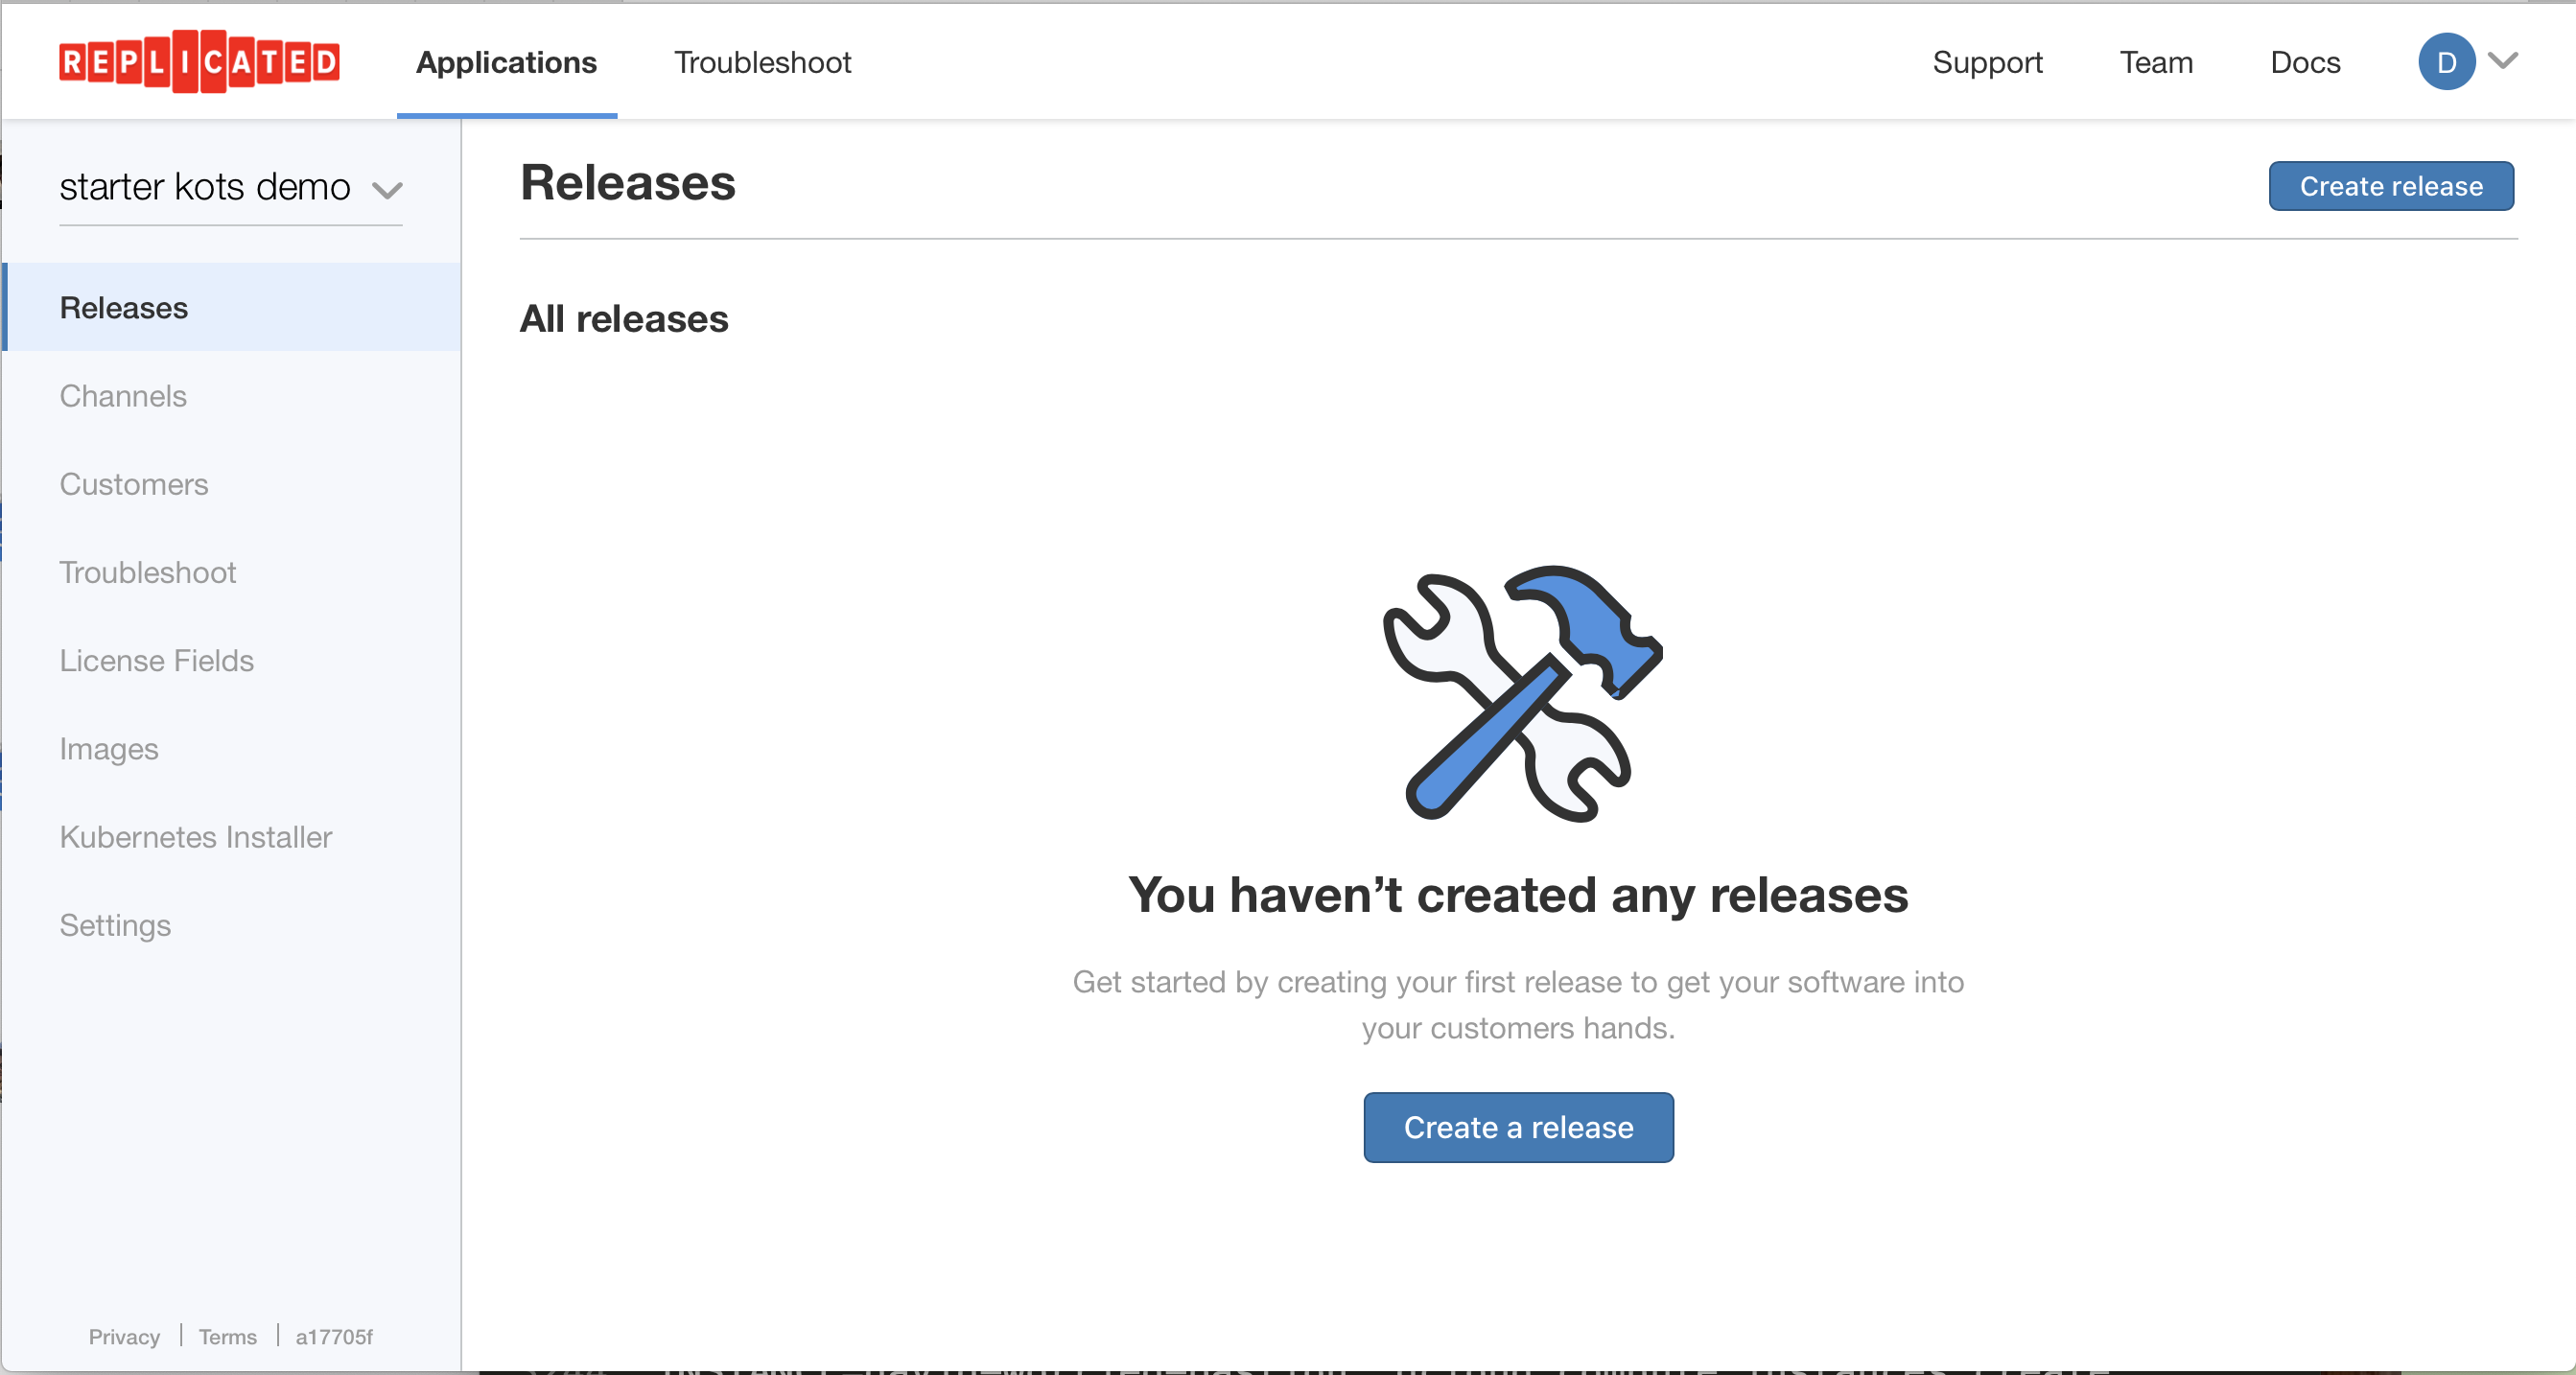 REPLICATED
Applications
Troubleshoot
Support
Team
Docs
D
starter kots demo
Releases
Channels
Customers
Troubleshoot
License Fields
Images
Kubernetes Installer
Settings
Privacy | Terms | a17705f
Releases
Create release
All releases
You haven’t created any releases
Get started by creating your first release to get your software into
your customers hands.
Create a release